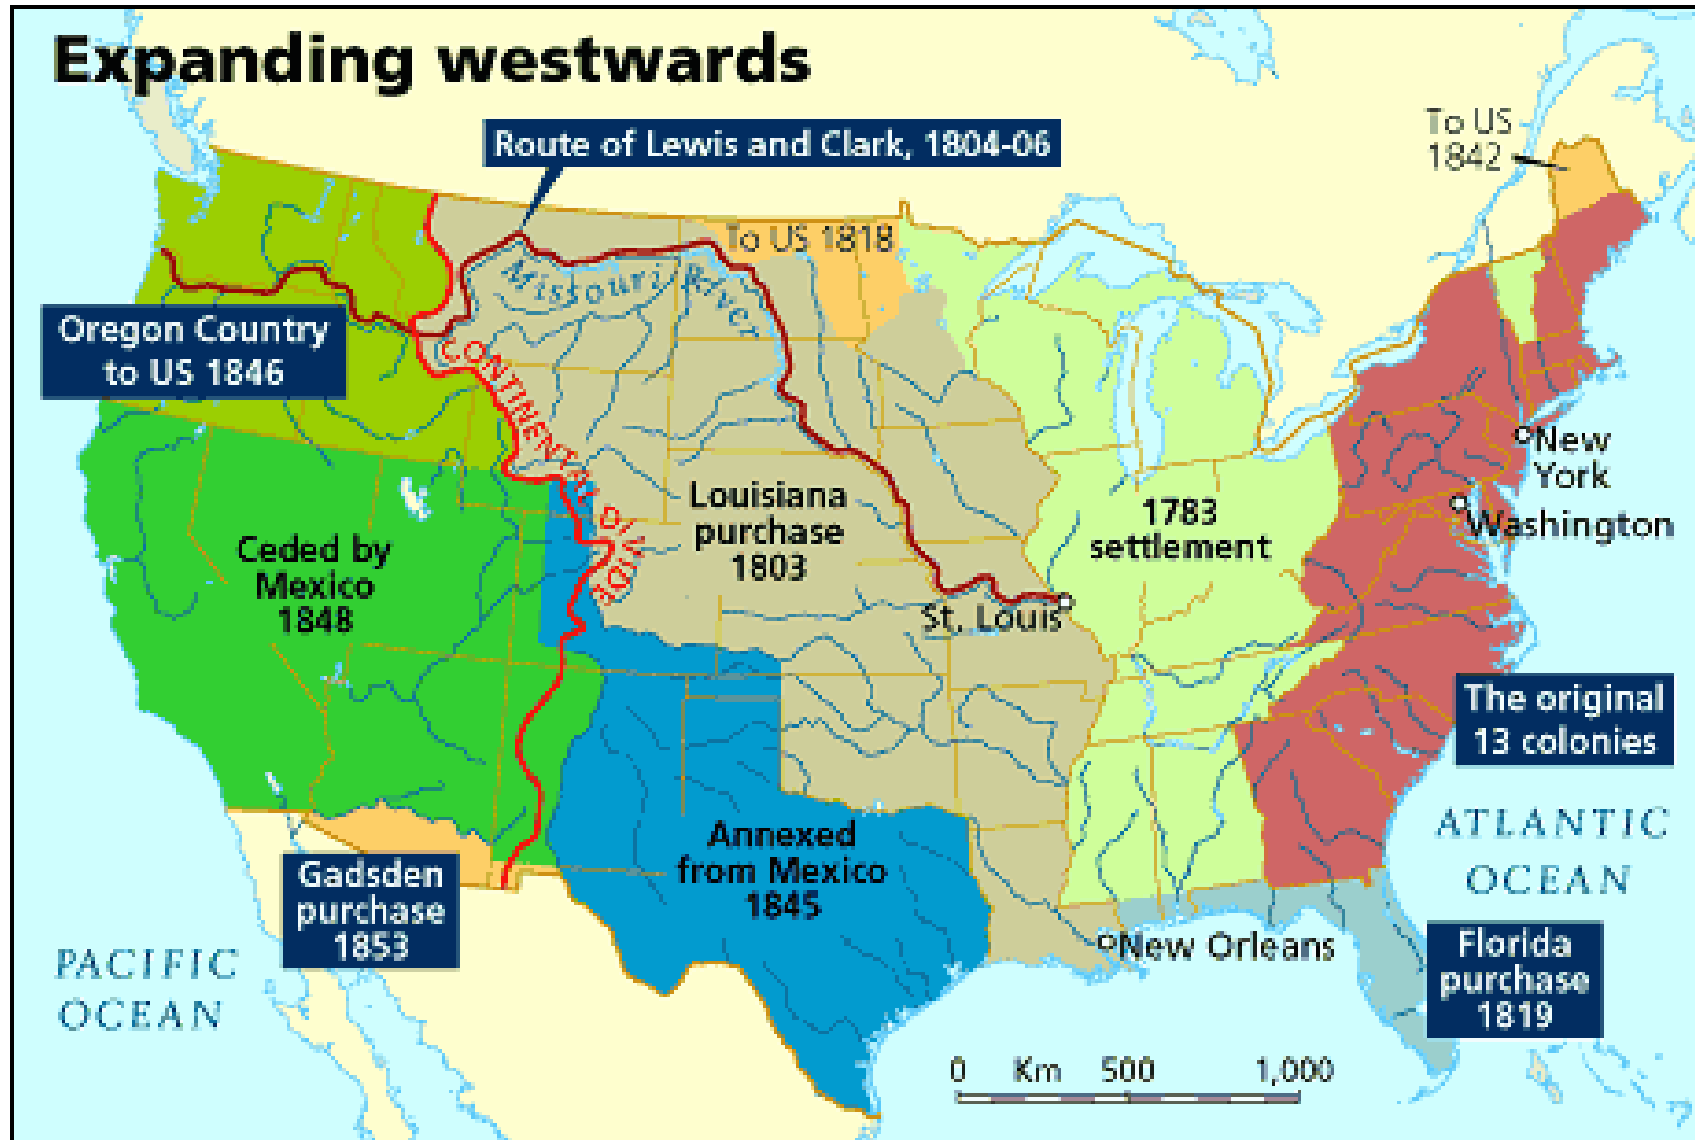 Expanding westwards
Route of Lewis and Clark, 1804-06
To US
1842
To US 1818
Missouri River
Oregon Country
to US 1846
CONTINENTAL DIVIDE
New
York
Washington
Louisiana
purchase
1803
1783
settlement
Ceded by
Mexico
1848
St. Louis
The original
13 colonies
ATLANTIC
OCEAN
Annexed
from Mexico
1845
Gadsden
purchase
1853
New Orleans
Florida
purchase
1819
PACIFIC
OCEAN
0 Km 500 1,000